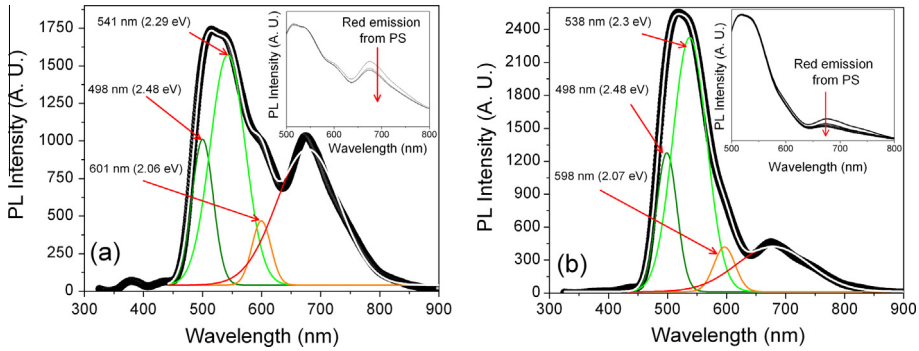 541 nm (2.29 eV)
498 nm (2.48 eV)
601 nm (2.06 eV)
(a)
PL Intensity (A. U.)
1750
1500
1250
1000
750
500
250
0
300 400 500 600 700 800 900
Wavelength (nm)
Red emission
from PS
PL Intensity (A. U.)
500 600 700 800
Wavelength (nm)
538 nm (2.3 eV)
498 nm (2.48 eV)
598 nm (2.07 eV)
(b)
PL Intensity (A. U.)
2400
2100
1800
1500
1200
900
600
300
0
300 400 500 600 700 800 900
Wavelength (nm)
Red emission
from PS
PL Intensity (A. U.)
500 600 700 800
Wavelength (nm)